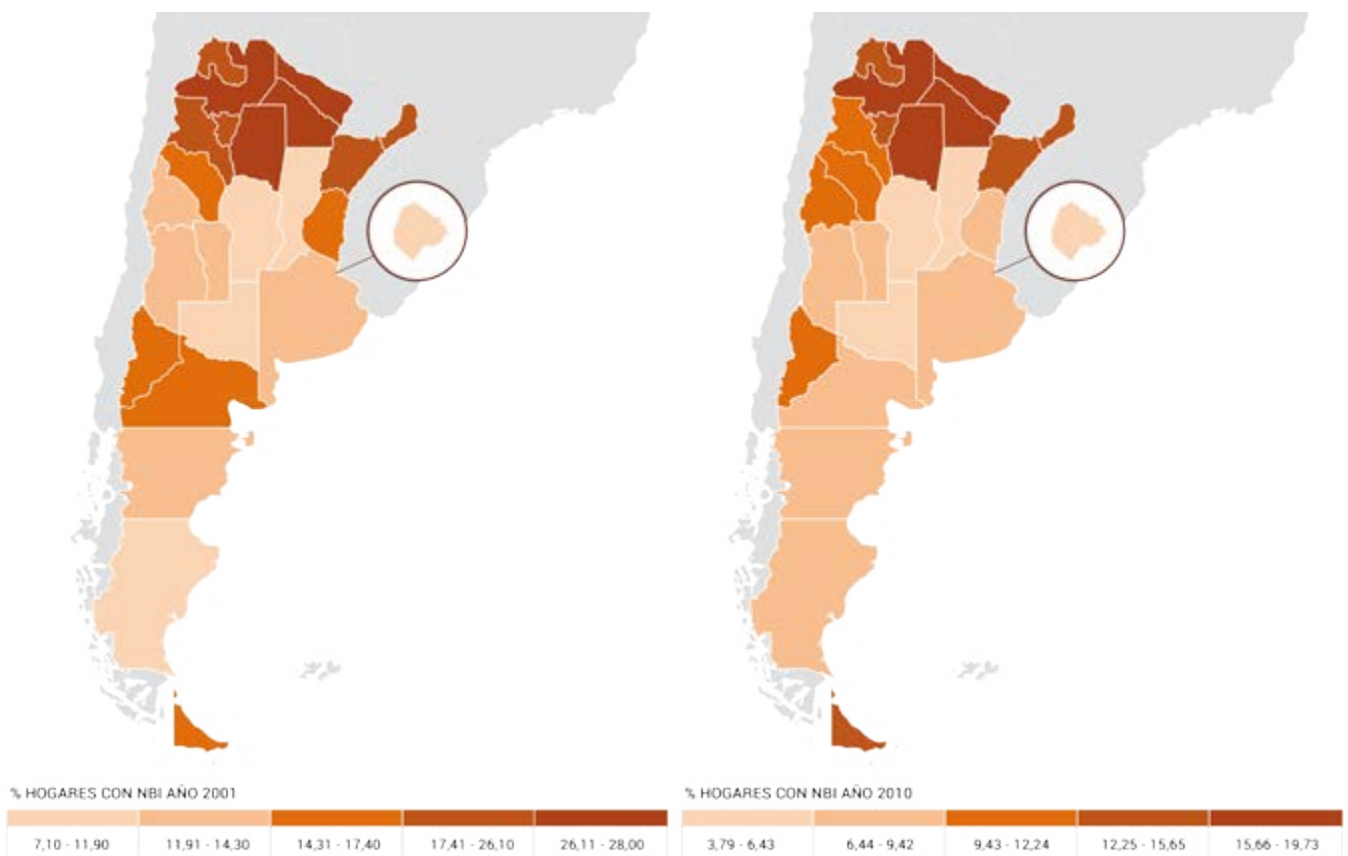 % HOGARES CON NBI AÑO 2001
7,10 - 11,90 11,91 - 14,30 14,31 - 17,40 17,41 - 26,10 26,11 - 28,00
% HOGARES CON NBI AÑO 2010
3,79 - 6,43 6,44 - 9,42 9,43 - 12,24 12,25 - 15,65 15,66 - 19,73